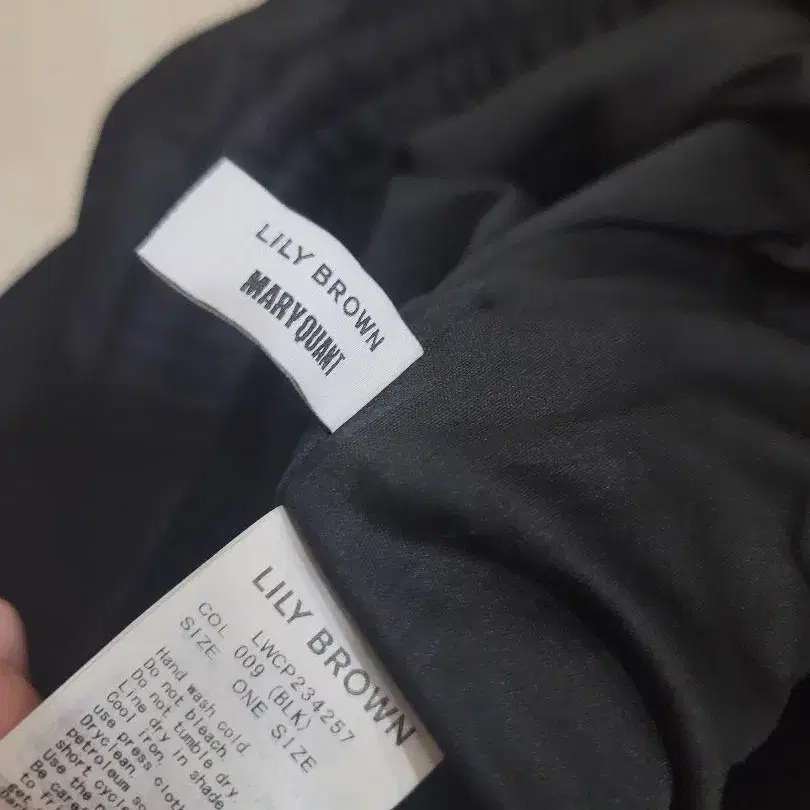 LILY BROWN
MARY QUANT
LILY BROWN
LWCP234257
COL 009 (BLK)
SIZE ONE SIZE
Hand wash cold.
Do not bleach.
Do not tumble dry.
Line dry in shade.
Cool iron,
use press cloth
Dryclean,
petroleum
short cycle
Use the
Be
to